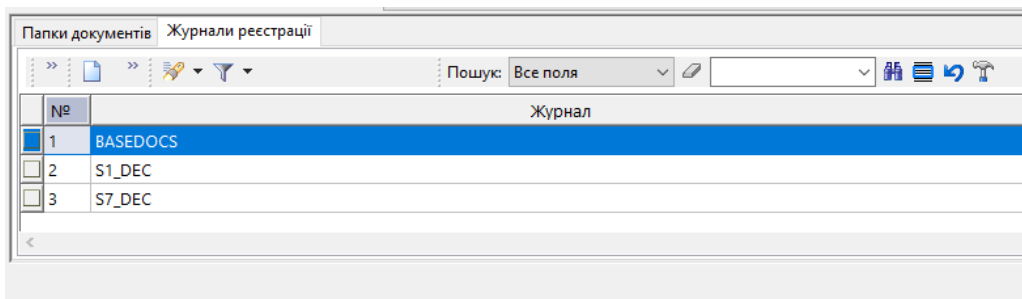 Папки документів Журнали реєстрації
Пошук: Все поля
№ Журнал
1 BASEDOCS
2 S1_DEC
3 S7_DEC